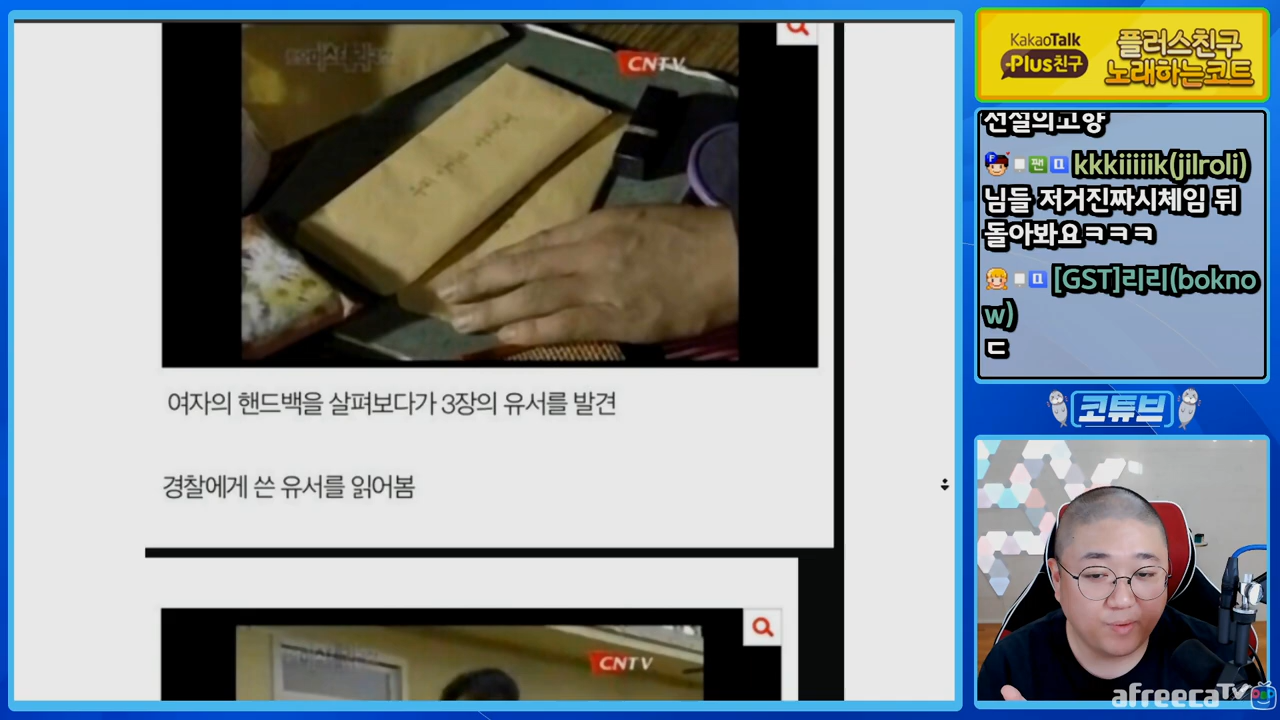 CNTV
여자의 핸드백을 살펴보다가 3장의 유서를 발견
경찰에게 쓴 유서를 읽어봄
CNTV
KakaoTalk
Plus친구
플러스친구
노래하는코트
전설의고향
팬
kkkiiiiik(jilroli)
님들 저거진짜시체임 뒤
돌아봐요ㅋㅋㅋ
[GST]리리(bokno
w)
ㄷ
코튜브
afreecaTV